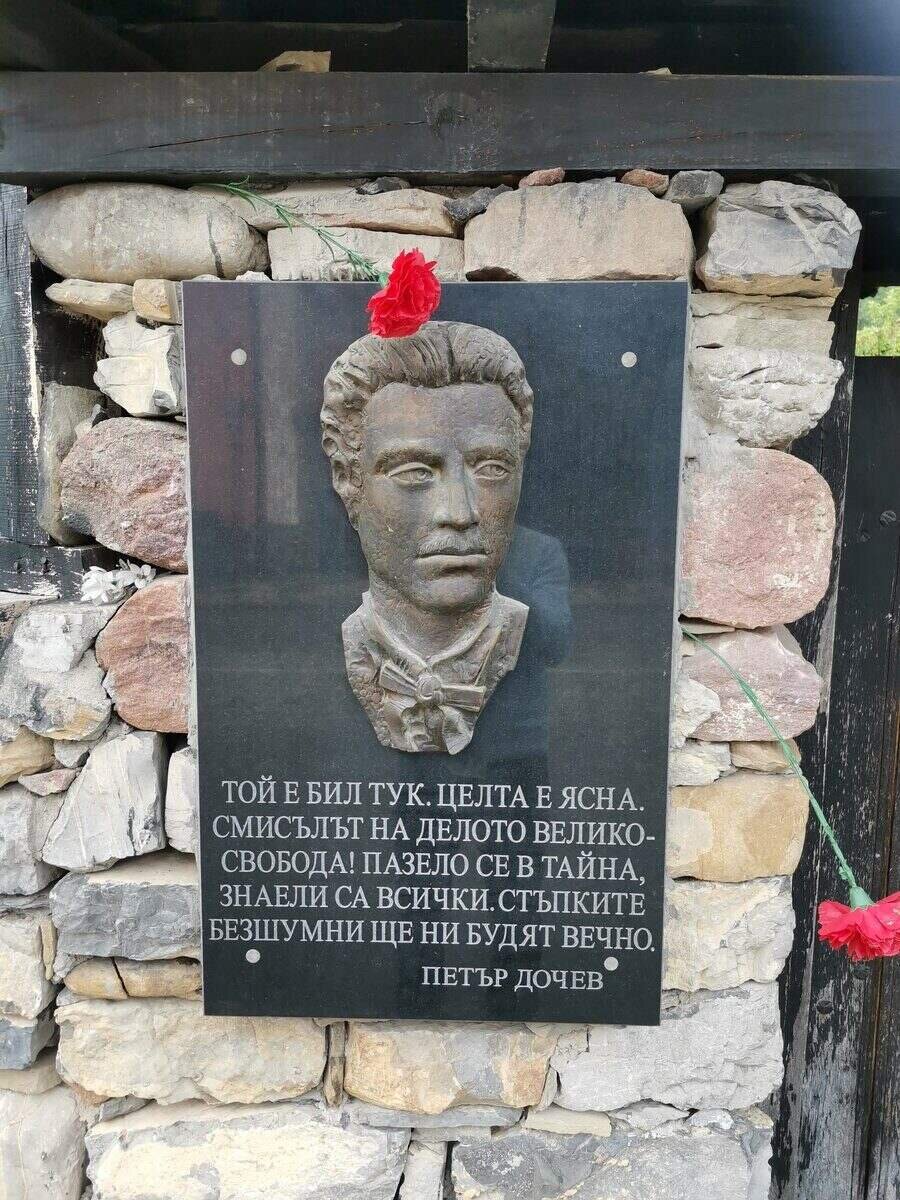 ТОЙ Е БИЛ ТУК. ЦЕЛТА Е ЯСНА.
СМИСЪЛЪТ НА ДЕЛОТО ВЕЛИКО-
СВОБОДА! ПАЗЕЛО СЕ В ТАЙНА,
ЗНАЕЛИ СА ВСИЧКИ. СТЪПКИТЕ
БЕЗШУМНИ ЩЕ НИ БУДЯТ ВЕЧНО.
ПЕТЪР ДОЧЕВ